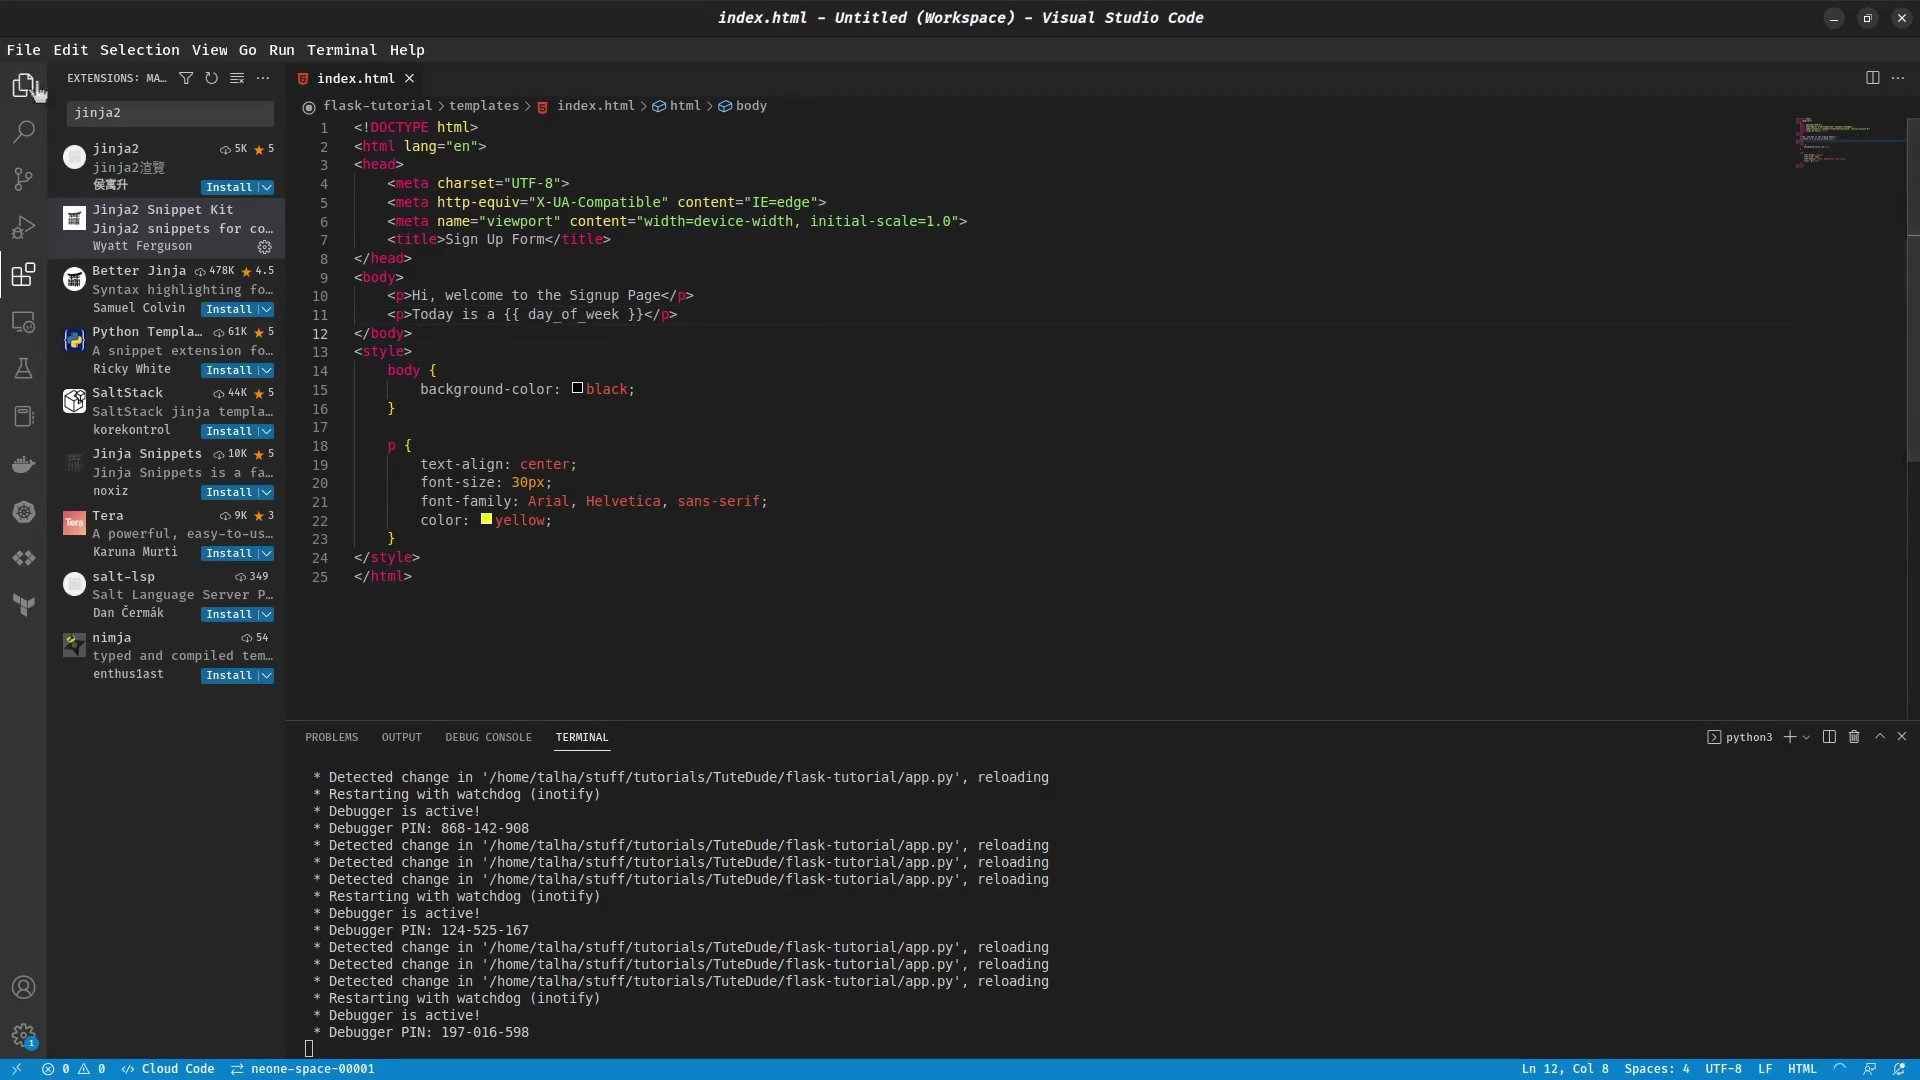 index.html - Untitled (Workspace) - Visual Studio Code
File Edit Selection View Go Run Terminal Help
EXTENSIONS: MA…
jinja2
jinja2 5K ★ 5
jinja2渲覽
侯寓升 Install
Jinja2 Snippet Kit
Jinja2 snippets for co…
Wyatt Ferguson
Better Jinja 478K ★ 4.5
Syntax highlighting fo…
Samuel Colvin Install
Python Templa… 61K ★ 5
A snippet extension fo…
Ricky White Install
SaltStack 44K ★ 5
SaltStack jinja templa…
korekontrol Install
Jinja Snippets 10K ★ 5
Jinja Snippets is a fa…
noxiz Install
Tera
Tera 9K ★ 3
A powerful, easy-to-us…
Karuna Murti Install
salt-lsp 349
Salt Language Server P…
Dan Čermák Install
nimja 54
typed and compiled tem…
enthus1ast Install
1
index.html
flask-tutorial > templates > index.html > html > body
1 <!DOCTYPE html>
2 <html lang="en">
3 <head>
4 <meta charset="UTF-8">
5 <meta http-equiv="X-UA-Compatible" content="IE=edge">
6 <meta name="viewport" content="width=device-width, initial-scale=1.0">
7 <title>Sign Up Form</title>
8 </head>
9 <body>
10 <p>Hi, welcome to the Signup Page</p>
11 <p>Today is a {{ day_of_week }}</p>
12 </body>
13 <style>
14 body {
15 background-color: black;
16 }
17
18 p {
19 text-align: center;
20 font-size: 30px;
21 font-family: Arial, Helvetica, sans-serif;
22 color: yellow;
23 }
24 </style>
25 </html>
PROBLEMS OUTPUT DEBUG CONSOLE TERMINAL python3
* Detected change in '/home/talha/stuff/tutorials/TuteDude/flask-tutorial/app.py', reloading
* Restarting with watchdog (inotify)
* Debugger is active!
* Debugger PIN: 868-142-908
* Detected change in '/home/talha/stuff/tutorials/TuteDude/flask-tutorial/app.py', reloading
* Detected change in '/home/talha/stuff/tutorials/TuteDude/flask-tutorial/app.py', reloading
* Detected change in '/home/talha/stuff/tutorials/TuteDude/flask-tutorial/app.py', reloading
* Restarting with watchdog (inotify)
* Debugger is active!
* Debugger PIN: 124-525-167
* Detected change in '/home/talha/stuff/tutorials/TuteDude/flask-tutorial/app.py', reloading
* Detected change in '/home/talha/stuff/tutorials/TuteDude/flask-tutorial/app.py', reloading
* Detected change in '/home/talha/stuff/tutorials/TuteDude/flask-tutorial/app.py', reloading
* Restarting with watchdog (inotify)
* Debugger is active!
* Debugger PIN: 197-016-598
0 0 Cloud Code neone-space-00001 Ln 12, Col 8 Spaces: 4 UTF-8 LF HTML